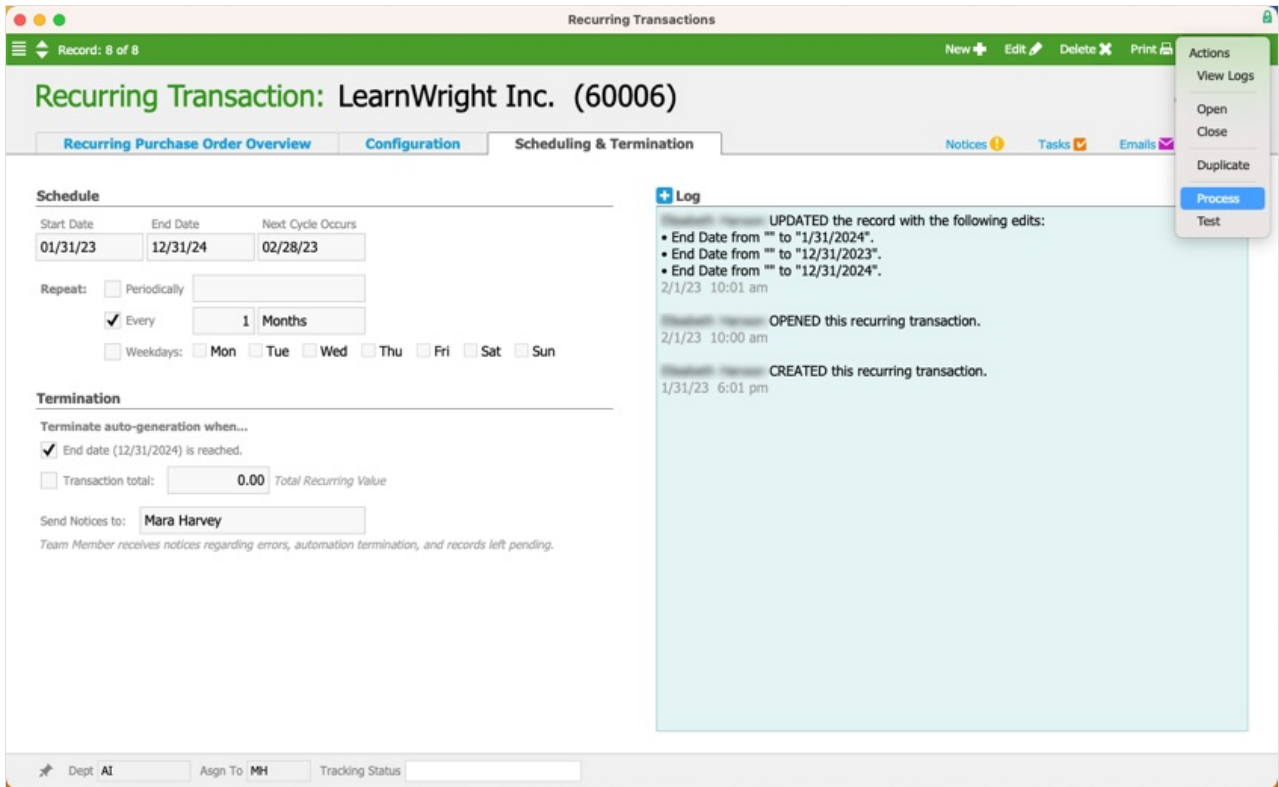 Recurring Transactions
Record: 8 of 8
New Edit Delete Print
Actions
View Logs
Open
Close
Duplicate
Process
Test
Recurring Transaction: LearnWright Inc. (60006)
Recurring Purchase Order Overview Configuration Scheduling & Termination Notices Tasks Emails
Schedule
Start Date End Date Next Cycle Occurs
01/31/23 12/31/24 02/28/23
Repeat: Periodically
Every 1 Months
Weekdays: Mon Tue Wed Thu Fri Sat Sun
Termination
Terminate auto-generation when...
End date (12/31/2024) is reached.
Transaction total: 0.00 Total Recurring Value
Send Notices to: Mara Harvey
Team Member receives notices regarding errors, automation termination, and records left pending.
Log
UPDATED the record with the following edits:
• End Date from "" to "1/31/2024".
• End Date from "" to "12/31/2023".
• End Date from "" to "12/31/2024".
2/1/23 10:01 am
OPENED this recurring transaction.
2/1/23 10:00 am
CREATED this recurring transaction.
1/31/23 6:01 pm
Dept AI Asgn To MH Tracking Status